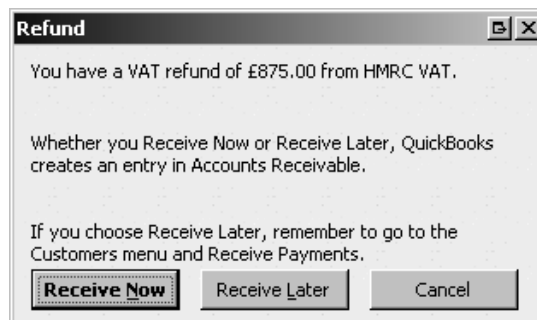 Refund
You have a VAT refund of £875.00 from HMRC VAT.
Whether you Receive Now or Receive Later, QuickBooks
creates an entry in Accounts Receivable.
If you choose Receive Later, remember to go to the
Customers menu and Receive Payments.
Receive Now Receive Later Cancel